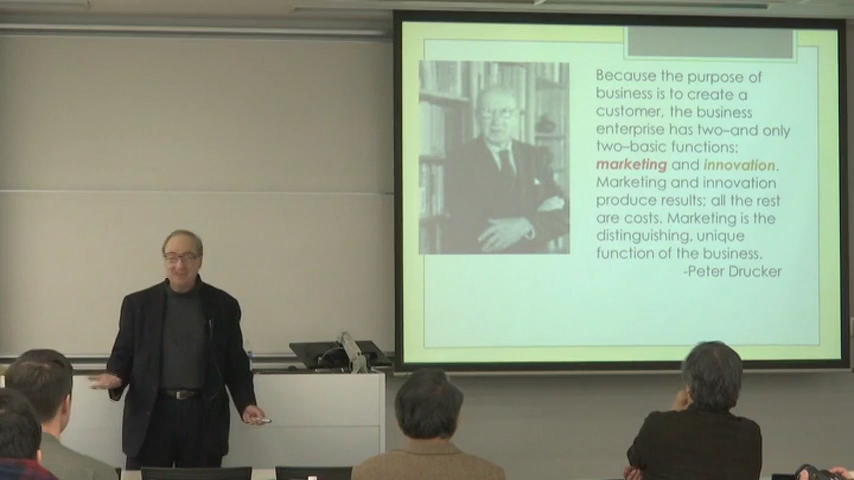 Because the purpose of
business is to create a
customer, the business
enterprise has two–and only
two–basic functions:
marketing and innovation.
Marketing and innovation
produce results; all the rest
are costs. Marketing is the
distinguishing, unique
function of the business.
-Peter Drucker